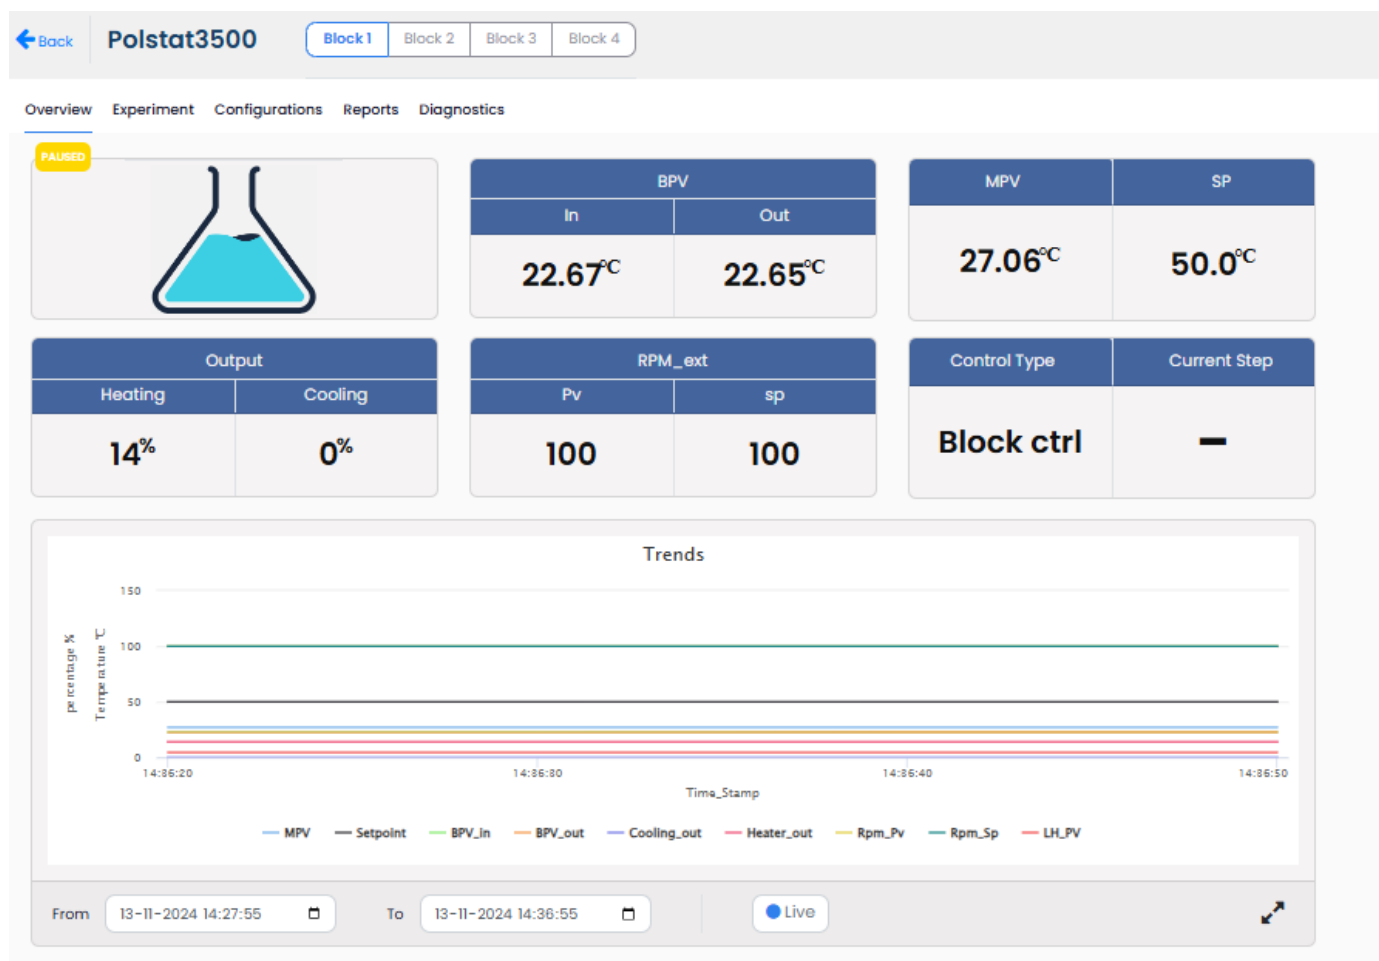 Back
Polstat3500
Block 1 Block 2 Block 3 Block 4
Overview Experiment Configurations Reports Diagnostics
PAUSED
BPV
In Out
22.67°C 22.65°C
MPV SP
27.06°C 50.0°C
Output
Heating Cooling
14% 0%
RPM_ext
Pv sp
100 100
Control Type Current Step
Block ctrl –
Trends
percentage %
Temperature °C
150
100
50
0
14:36:20 14:36:30 14:36:40 14:36:50
Time_Stamp
MPV Setpoint BPV_in BPV_out Cooling_out Heater_out Rpm_Pv Rpm_Sp LH_PV
From 13-11-2024 14:27:55 To 13-11-2024 14:36:55 Live